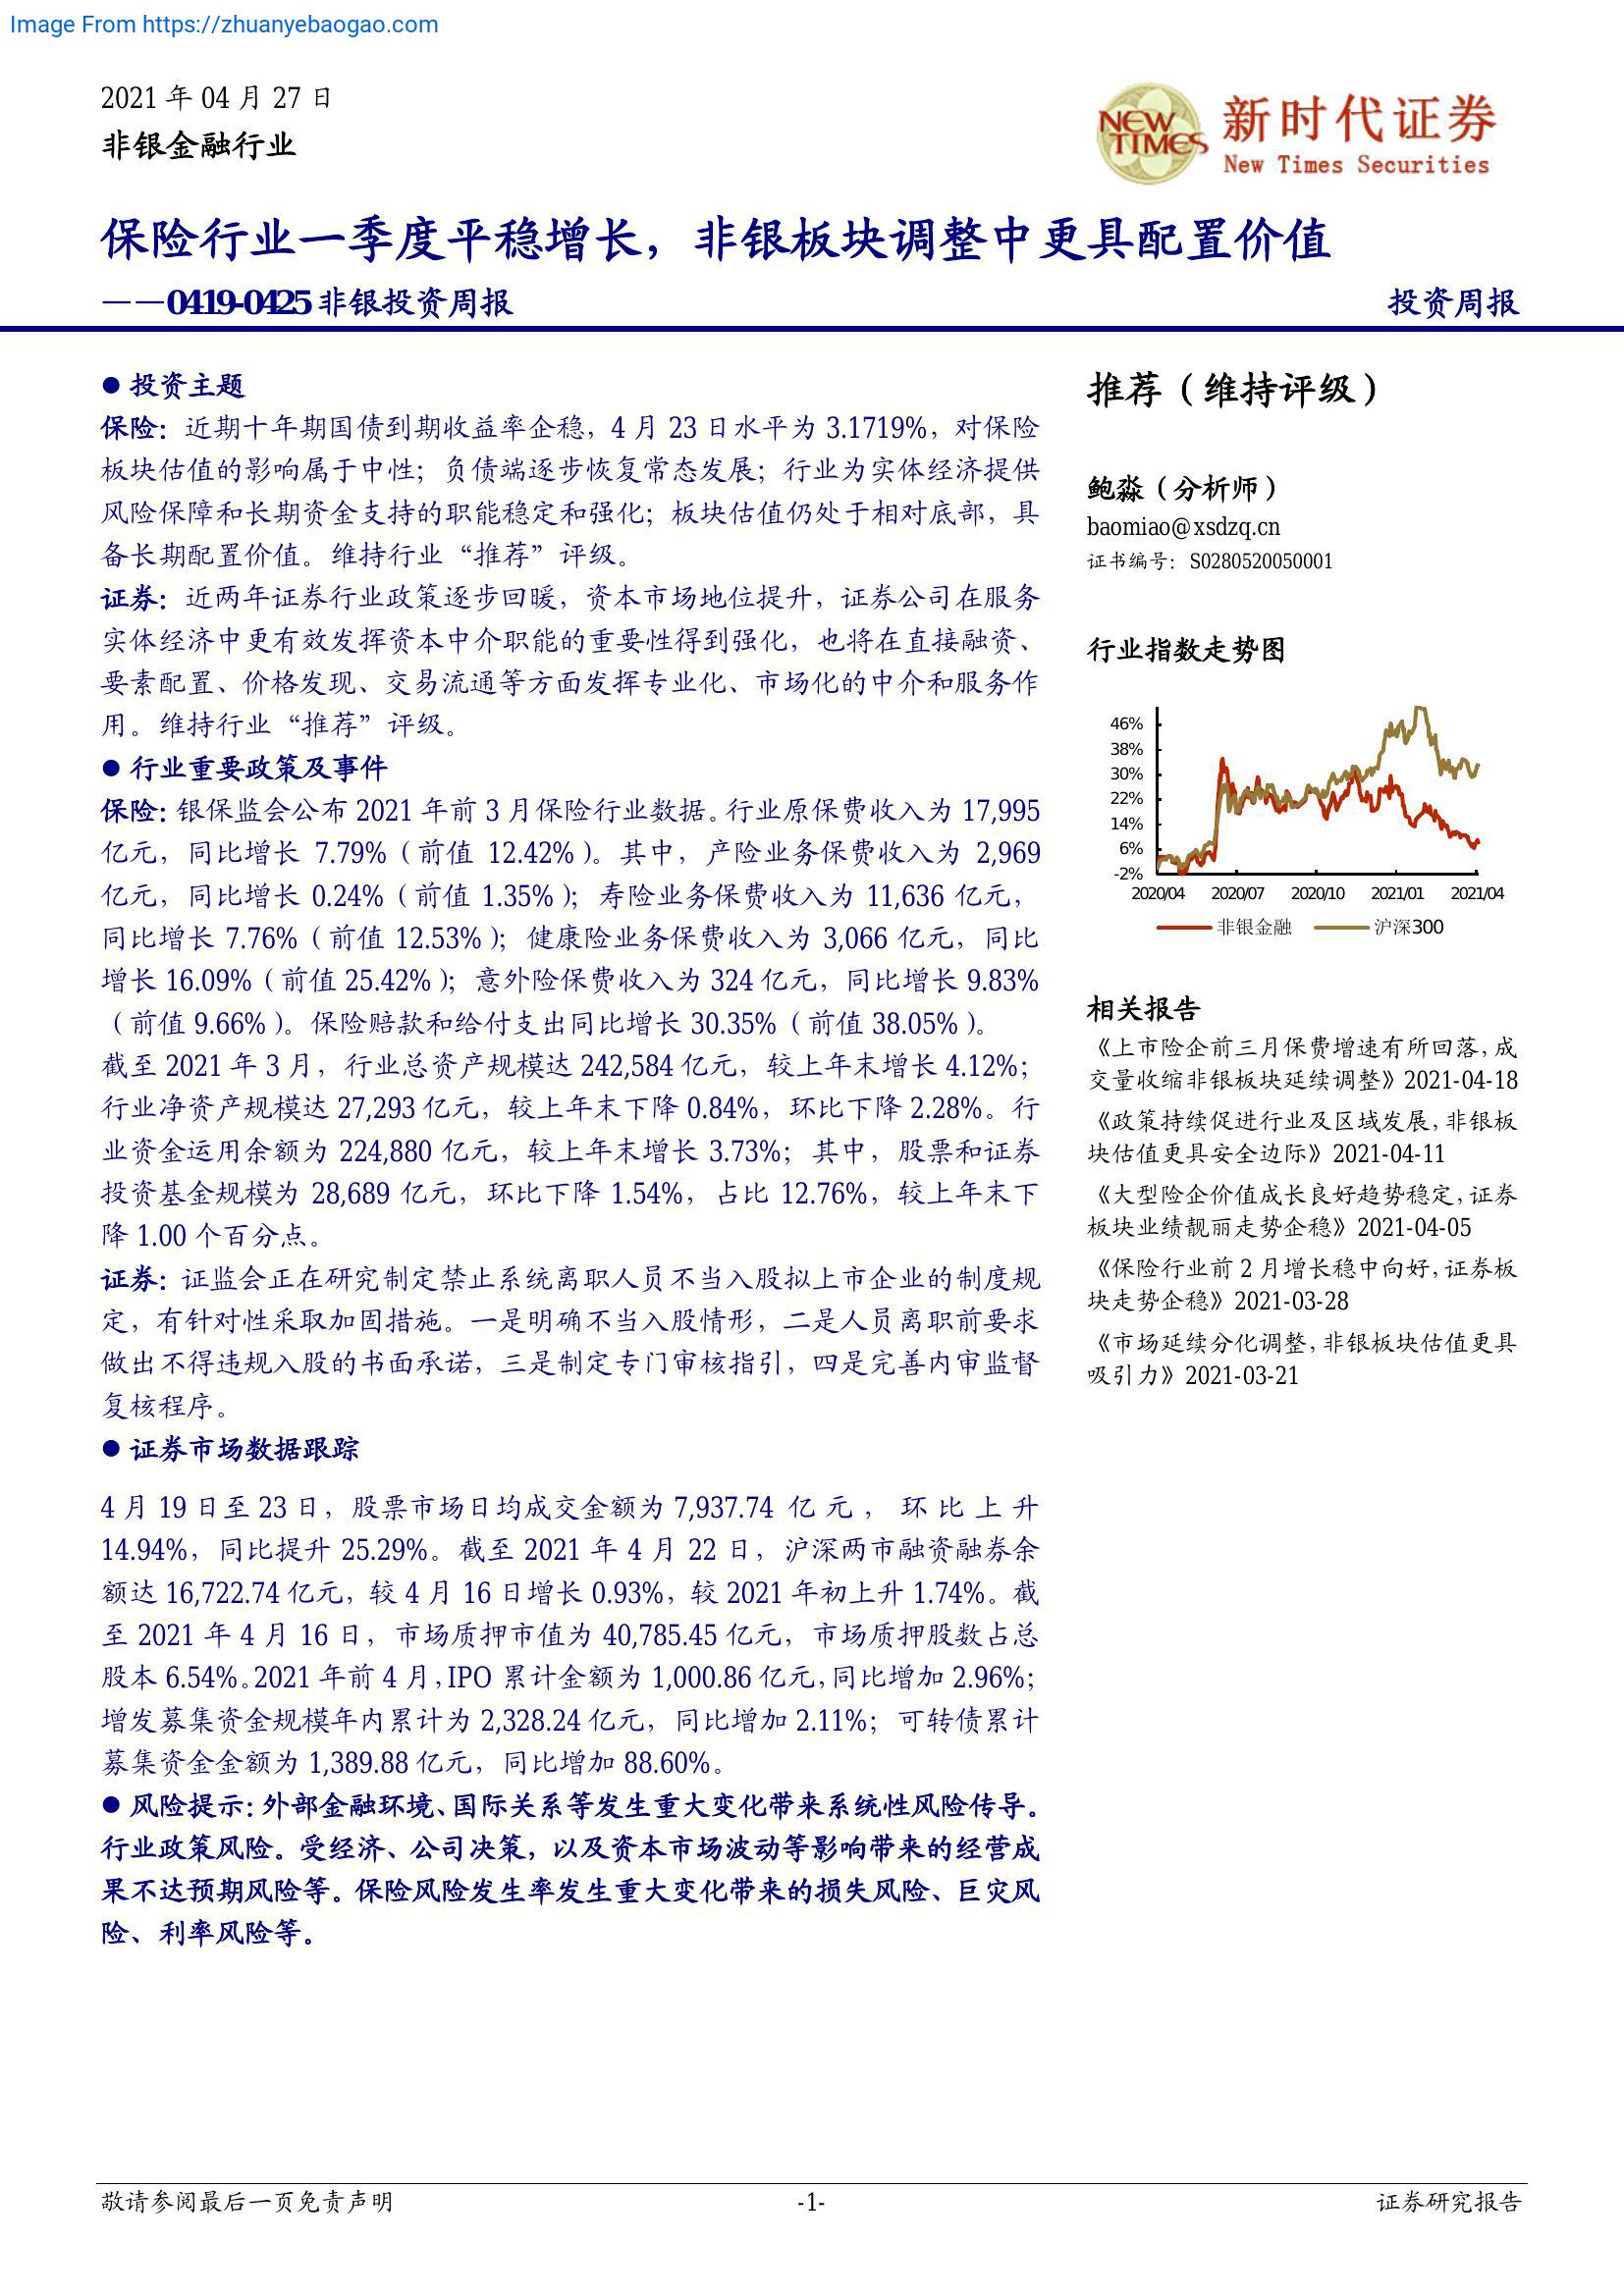 Image From https://zhuanyebaogao.com
2021 年 04 月 27 日
非银金融行业
NEW TIMES
新时代证券
New Times Securities
保险行业一季度平稳增长，非银板块调整中更具配置价值
——0419-0425 非银投资周报
投资周报
● 投资主题
保险：近期十年期国债到期收益率企稳，4 月 23 日水平为 3.1719%，对保险
板块估值的影响属于中性；负债端逐步恢复常态发展；行业为实体经济提供
风险保障和长期资金支持的职能稳定和强化；板块估值仍处于相对底部，具
备长期配置价值。维持行业“推荐”评级。
证券：近两年证券行业政策逐步回暖，资本市场地位提升，证券公司在服务
实体经济中更有效发挥资本中介职能的重要性得到强化，也将在直接融资、
要素配置、价格发现、交易流通等方面发挥专业化、市场化的中介和服务作
用。维持行业“推荐”评级。
● 行业重要政策及事件
保险：银保监会公布 2021 年前 3 月保险行业数据。行业原保费收入为 17,995
亿元，同比增长 7.79%（前值 12.42%）。其中，产险业务保费收入为 2,969
亿元，同比增长 0.24%（前值 1.35%）；寿险业务保费收入为 11,636 亿元，
同比增长 7.76%（前值 12.53%）；健康险业务保费收入为 3,066 亿元，同比
增长 16.09%（前值 25.42%）；意外险保费收入为 324 亿元，同比增长 9.83%
（前值 9.66%）。保险赔款和给付支出同比增长 30.35%（前值 38.05%）。
截至 2021 年 3 月，行业总资产规模达 242,584 亿元，较上年末增长 4.12%；
行业净资产规模达 27,293 亿元，较上年末下降 0.84%，环比下降 2.28%。行
业资金运用余额为 224,880 亿元，较上年末增长 3.73%；其中，股票和证券
投资基金规模为 28,689 亿元，环比下降 1.54%，占比 12.76%，较上年末下
降 1.00 个百分点。
证券：证监会正在研究制定禁止系统离职人员不当入股拟上市企业的制度规
定，有针对性采取加固措施。一是明确不当入股情形，二是人员离职前要求
做出不得违规入股的书面承诺，三是制定专门审核指引，四是完善内审监督
复核程序。
● 证券市场数据跟踪
4 月 19 日至 23 日，股票市场日均成交金额为 7,937.74 亿元，环比上升
14.94%，同比提升 25.29%。截至 2021 年 4 月 22 日，沪深两市融资融券余
额达 16,722.74 亿元，较 4 月 16 日增长 0.93%，较 2021 年初上升 1.74%。截
至 2021 年 4 月 16 日，市场质押市值为 40,785.45 亿元，市场质押股数占总
股本 6.54%。2021 年前 4 月，IPO 累计金额为 1,000.86 亿元，同比增加 2.96%；
增发募集资金规模年内累计为 2,328.24 亿元，同比增加 2.11%；可转债累计
募集资金金额为 1,389.88 亿元，同比增加 88.60%。
● 风险提示：外部金融环境、国际关系等发生重大变化带来系统性风险传导。
行业政策风险。受经济、公司决策，以及资本市场波动等影响带来的经营成
果不达预期风险等。保险风险发生率发生重大变化带来的损失风险、巨灾风
险、利率风险等。
推荐（维持评级）
鲍淼（分析师）
baomiao@xsdzq.cn
证书编号：S0280520050001
行业指数走势图
46%
38%
30%
22%
14%
6%
-2%
2020/04 2020/07 2020/10 2021/01 2021/04
非银金融 沪深300
相关报告
《上市险企前三月保费增速有所回落，成
交量收缩非银板块延续调整》2021-04-18
《政策持续促进行业及区域发展，非银板
块估值更具安全边际》2021-04-11
《大型险企价值成长良好趋势稳定，证券
板块业绩靓丽走势企稳》2021-04-05
《保险行业前 2 月增长稳中向好，证券板
块走势企稳》2021-03-28
《市场延续分化调整，非银板块估值更具
吸引力》2021-03-21
敬请参阅最后一页免责声明
-1-
证券研究报告